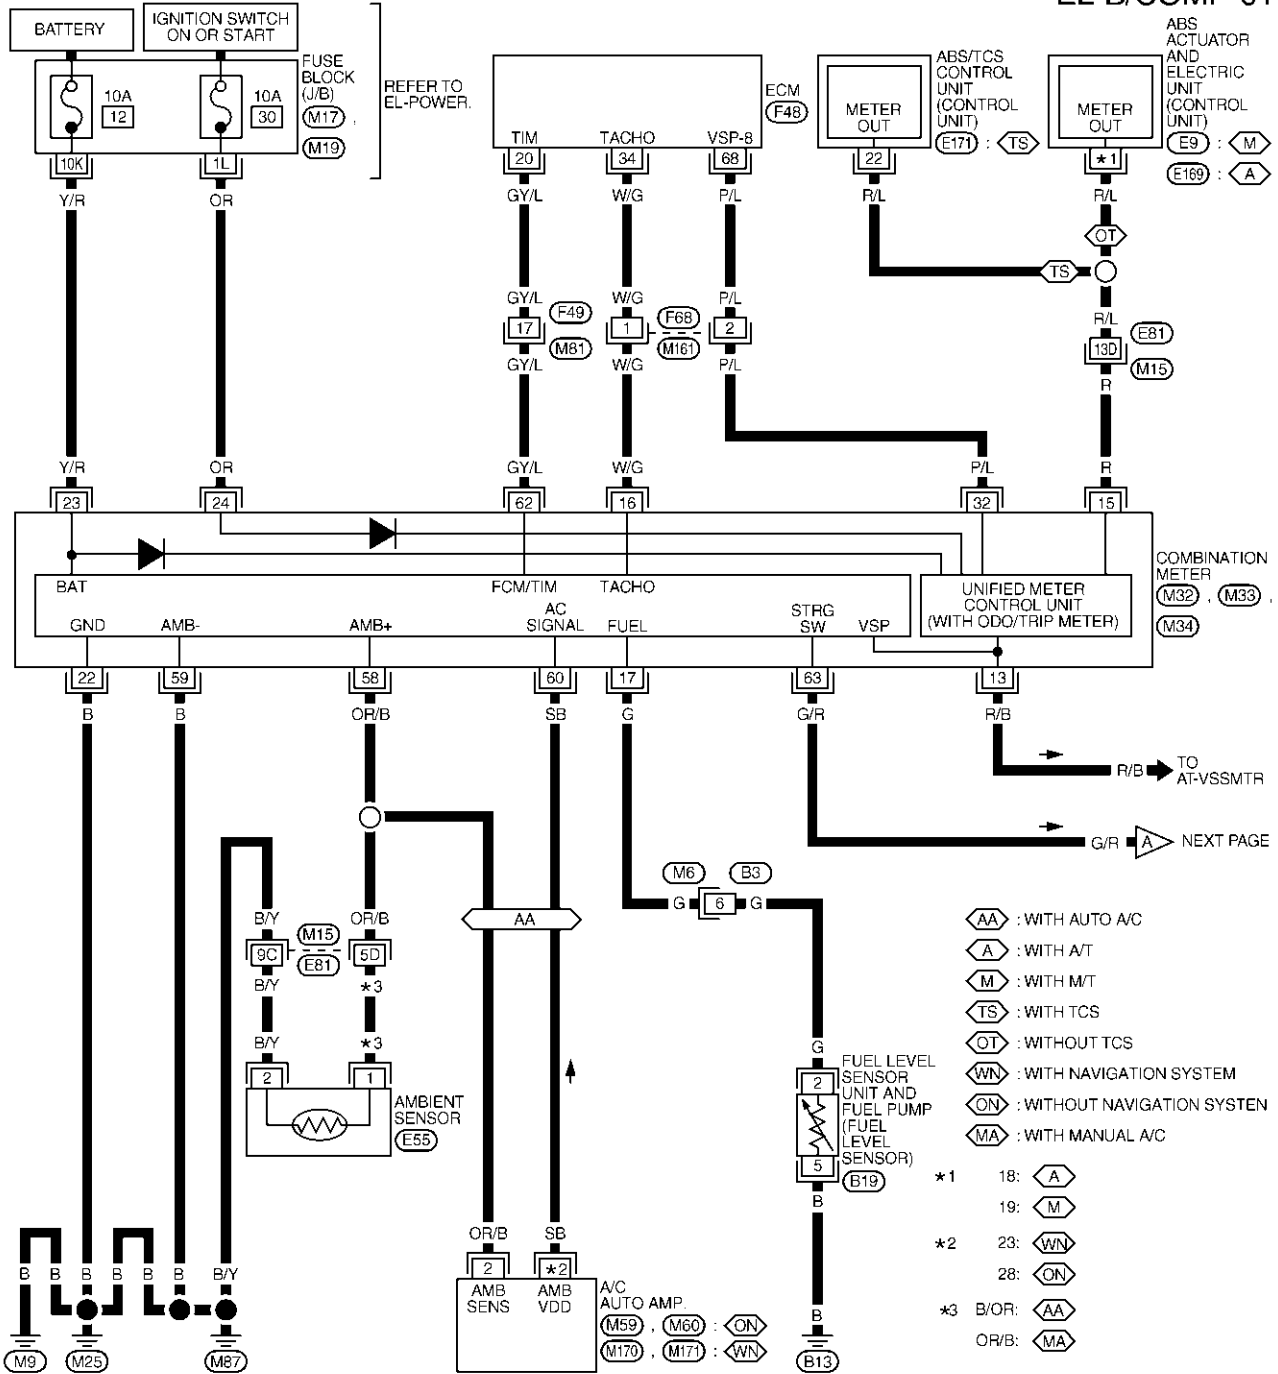 BATTERY
IGNITION SWITCH
ON OR START
FUSE
BLOCK
(J/B)
M17 ,
M19
REFER TO
EL-POWER.
10A
12
10A
30
10K
1L
Y/R
OR
ECM
F48
TIM
TACHO
VSP-8
20
34
68
GY/L
W/G
P/L
METER
OUT
22
R/L
ABS/TCS
CONTROL
UNIT
(CONTROL
UNIT)
E171 : TS
METER
OUT
*1
R/L
ABS
ACTUATOR
AND
ELECTRIC
UNIT
(CONTROL
UNIT)
E9 : M
E169 : A
OT
TS
GY/L
W/G
P/L
R/L
17
F49
M81
1
F68
M161
2
13D
E81
M15
GY/L
W/G
P/L
R
Y/R
OR
GY/L
W/G
P/L
R
23
24
62
16
32
15
BAT
FCM/TIM
TACHO
GND
AMB-
AMB+
AC
SIGNAL
FUEL
STRG
SW
VSP
UNIFIED METER
CONTROL UNIT
(WITH ODO/TRIP METER)
COMBINATION
METER
M32 , M33 ,
M34
22
59
58
60
17
63
13
B
B
OR/B
SB
G
G/R
R/B
R/B
TO
AT-VSSMTR
G/R
A
NEXT PAGE
M6
B3
G
6
G
AA
B/Y
OR/B
9C
M15
E81
5D
B/Y
*3
B/Y
*3
2
1
AMBIENT
SENSOR
E55
G
2
5
FUEL LEVEL
SENSOR
UNIT AND
FUEL PUMP
(FUEL
LEVEL
SENSOR)
B19
B
B
B13
OR/B
SB
2
*2
AMB
SENS
AMB
VDD
A/C
AUTO AMP.
M59 , M60 : ON
M170 , M171 : WN
B
B
B
B
B
B
B/Y
M9
M25
M87
AA : WITH AUTO A/C
A : WITH A/T
M : WITH M/T
TS : WITH TCS
OT : WITHOUT TCS
WN : WITH NAVIGATION SYSTEM
ON : WITHOUT NAVIGATION SYSTEN
MA : WITH MANUAL A/C
*1 18: A
19: M
*2 23: WN
28: ON
*3 B/OR: AA
OR/B: MA